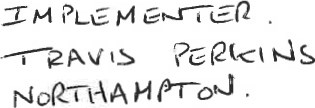 IMPLEMENTER.
TRAVIS PERKINS
NORTHAMPTON.